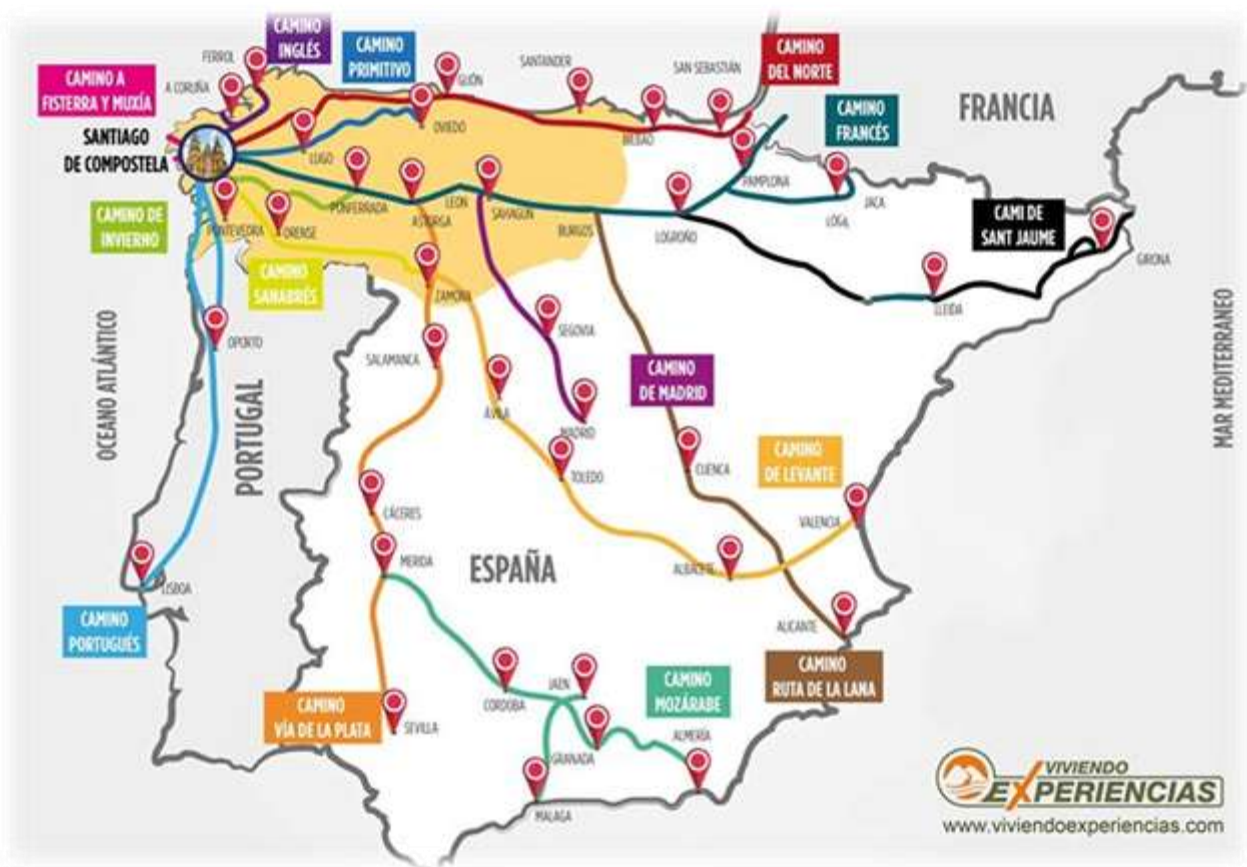 CAMINO
INGLÉS
FERROL
CAMINO
PRIMITIVO
GIJÓN
SANTANDER
SAN SEBASTIÁN
CAMINO
DEL NORTE
CAMINO A
FISTERRA Y MUXÍA
A CORUÑA
FRANCIA
CAMINO
FRANCÉS
SANTIAGO
DE COMPOSTELA
OVIEDO
LUGO
BILBAO
PAMPLONA
JACA
PONFERRADA
LEON
SAHAGÚN
ASTORGA
BURGOS
LOGROÑO
CAMI DE
SANT JAUME
GIRONA
CAMINO DE
INVIERNO
PONTEVEDRA
ORENSE
CAMINO
SANABRÉS
ZAMORA
LLEIDA
OCEANO ATLÁNTICO
OPORTO
SEGOVIA
MAR MEDITERRANEO
SALAMANCA
PORTUGAL
CAMINO
DE MADRID
ÁVILA
MADRID
TOLEDO
CUENCA
CAMINO
DE LEVANTE
CÁCERES
VALENCIA
MERIDA
ESPAÑA
ALBACETE
LISBOA
CAMINO
PORTUGUÉS
ALICANTE
CAMINO
RUTA DE LA LANA
CAMINO
VÍA DE LA PLATA
SEVILLA
CORDOBA
JAÉN
CAMINO
MOZÁRABE
GRANADA
ALMERÍA
MALAGA
VIVIENDO
EXPERIENCIAS
www.viviendoexperiencias.com